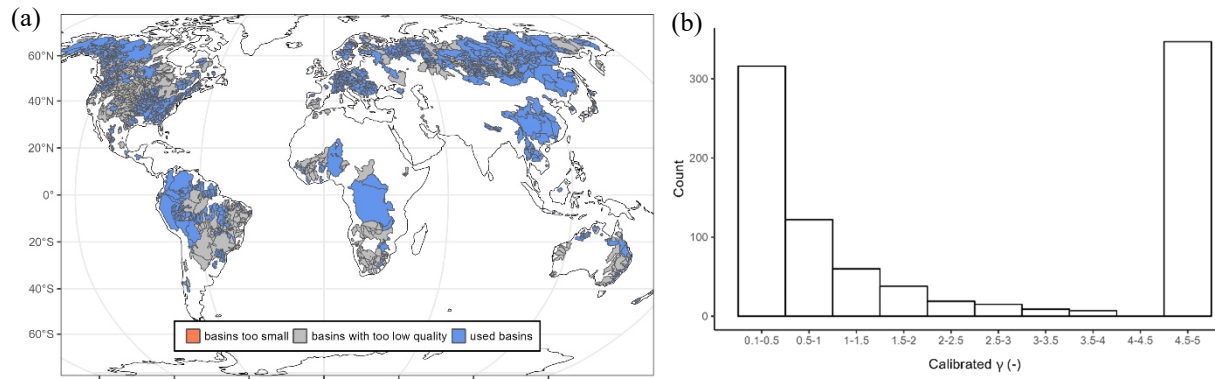 (a)
60°N
40°N
20°N
0°
20°S
40°S
60°S
basins too small basins with too low quality used basins
(b)
300
200
100
0
Count
0.1-0.5 0.5-1 1-1.5 1.5-2 2-2.5 2.5-3 3-3.5 3.5-4 4-4.5 4.5-5
Calibrated γ (-)